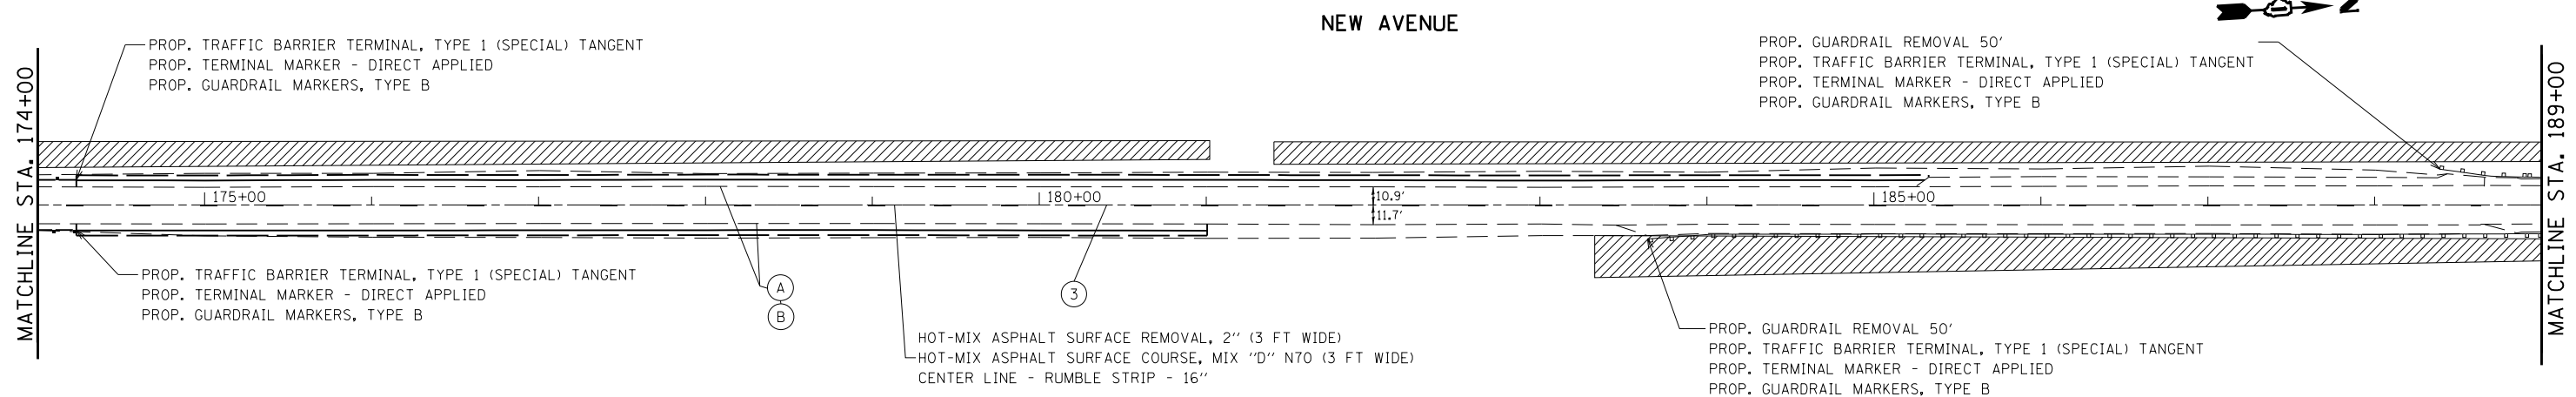 NEW AVENUE
N
PROP. TRAFFIC BARRIER TERMINAL, TYPE 1 (SPECIAL) TANGENT
PROP. TERMINAL MARKER - DIRECT APPLIED
PROP. GUARDRAIL MARKERS, TYPE B
PROP. GUARDRAIL REMOVAL 50'
PROP. TRAFFIC BARRIER TERMINAL, TYPE 1 (SPECIAL) TANGENT
PROP. TERMINAL MARKER - DIRECT APPLIED
PROP. GUARDRAIL MARKERS, TYPE B
MATCHLINE STA. 174+00
MATCHLINE STA. 189+00
175+00
180+00
185+00
10.9'
11.7'
PROP. TRAFFIC BARRIER TERMINAL, TYPE 1 (SPECIAL) TANGENT
PROP. TERMINAL MARKER - DIRECT APPLIED
PROP. GUARDRAIL MARKERS, TYPE B
A
B
3
HOT-MIX ASPHALT SURFACE REMOVAL, 2" (3 FT WIDE)
HOT-MIX ASPHALT SURFACE COURSE, MIX "D" N70 (3 FT WIDE)
CENTER LINE - RUMBLE STRIP - 16"
PROP. GUARDRAIL REMOVAL 50'
PROP. TRAFFIC BARRIER TERMINAL, TYPE 1 (SPECIAL) TANGENT
PROP. TERMINAL MARKER - DIRECT APPLIED
PROP. GUARDRAIL MARKERS, TYPE B